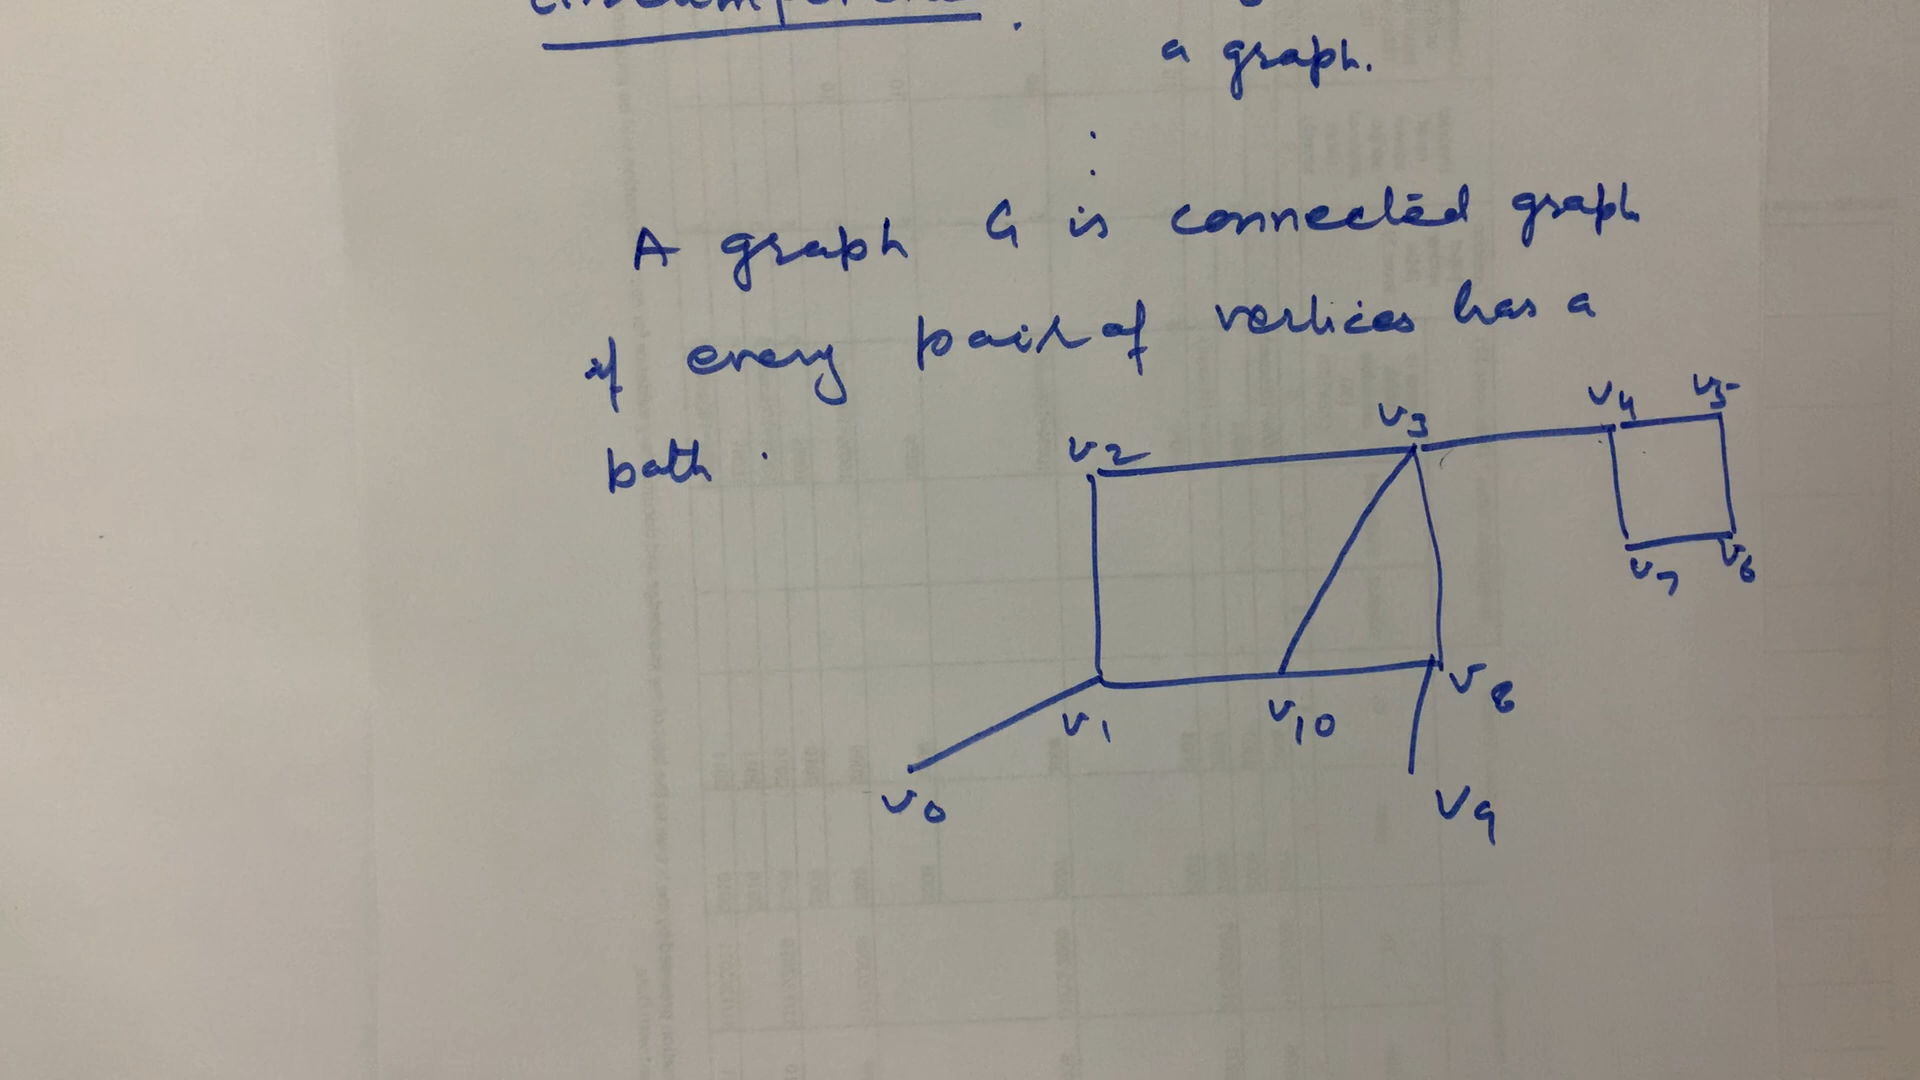 a graph.
A graph G is connected graph
if every pair of vertices has a
path .
v2 v3 v4 v5
v7 v6
v1 v10 v8
v0 v9